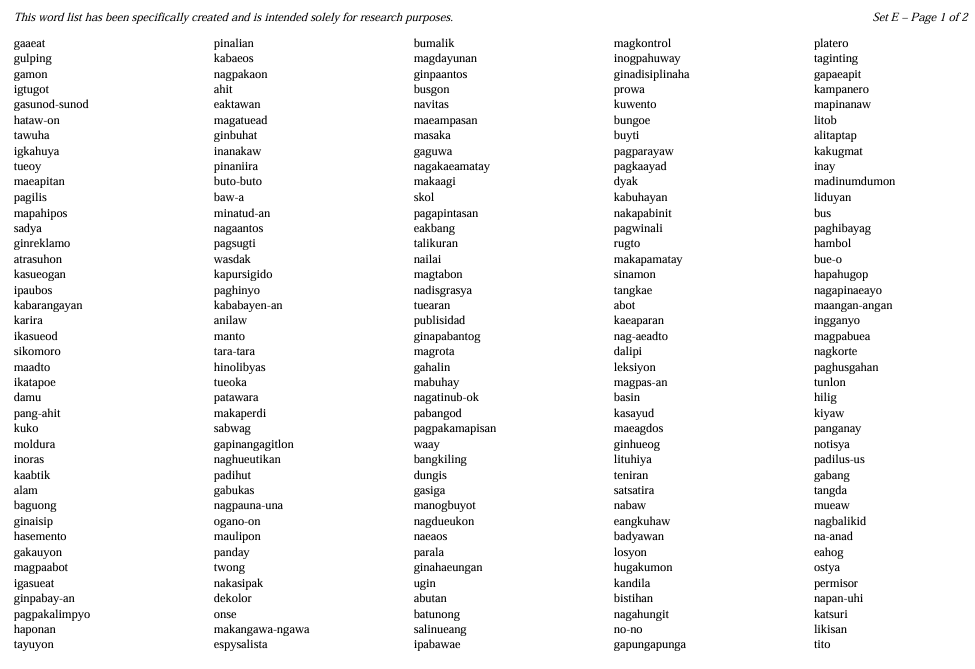 This word list has been specifically created and is intended solely for research purposes.
Set E – Page 1 of 2
gaaeat
gulping
gamon
igtugot
gasunod-sunod
hataw-on
tawuha
igkahuya
tueoy
maeapitan
pagilis
mapahipos
sadya
ginreklamo
atrasuhon
kasueogan
ipaubos
kabarangayan
karira
ikasueod
sikomoro
maadto
ikatapoe
damu
pang-ahit
kuko
moldura
inoras
kaabtik
alam
baguong
ginaisip
hasemento
gakauyon
magpaabot
igasueat
ginpabay-an
pagpakalimpyo
haponan
tayuyon
pinalian
kabaeos
nagpakaon
ahit
eaktawan
magatuead
ginbuhat
inanakaw
pinaniira
buto-buto
baw-a
minatud-an
nagaantos
pagsugti
wasdak
kapursigido
paghinyo
kababayen-an
anilaw
manto
tara-tara
hinolibyas
tueoka
patawara
makaperdi
sabwag
gapinangagitlon
naghueutikan
padihut
gabukas
nagpauna-una
ogano-on
maulipon
panday
twong
nakasipak
dekolor
onse
makangawa-ngawa
espysalista
bumalik
magdayunan
ginpaantos
busgon
navitas
maeampasan
masaka
gaguwa
nagakaeamatay
makaagi
skol
pagapintasan
eakbang
talikuran
nailai
magtabon
nadisgrasya
tuearan
publisidad
ginapabantog
magrota
gahalin
mabuhay
nagatinub-ok
pabangod
pagpakamapisan
waay
bangkiling
dungis
gasiga
manogbuyot
nagdueukon
naeaos
parala
ginahaeungan
ugin
abutan
batunong
salinueang
ipabawae
magkontrol
inogpahuway
ginadisiplinaha
prowa
kuwento
bungoe
buyti
pagparayaw
pagkaayad
dyak
kabuhayan
nakapabinit
pagwinali
rugto
makapamatay
sinamon
tangkae
abot
kaeaparan
nag-aeadto
dalipi
leksiyon
magpas-an
basin
kasayud
maeagdos
ginhueog
lituhiya
teniran
satsatira
nabaw
eangkuhaw
badyawan
losyon
hugakumon
kandila
bistihan
nagahungit
no-no
gapungapunga
platero
taginting
gapaeapit
kampanero
mapinanaw
litob
alitaptap
kakugmat
inay
madinumdumon
liduyan
bus
paghibayag
hambol
bue-o
hapahugop
nagapinaeayo
maangan-angan
ingganyo
magpabuea
nagkorte
paghusgahan
tunlon
hilig
kiyaw
panganay
notisya
padilus-us
gabang
tangda
mueaw
nagbalikid
na-anad
eahog
ostya
permisor
napan-uhi
katsuri
likisan
tito